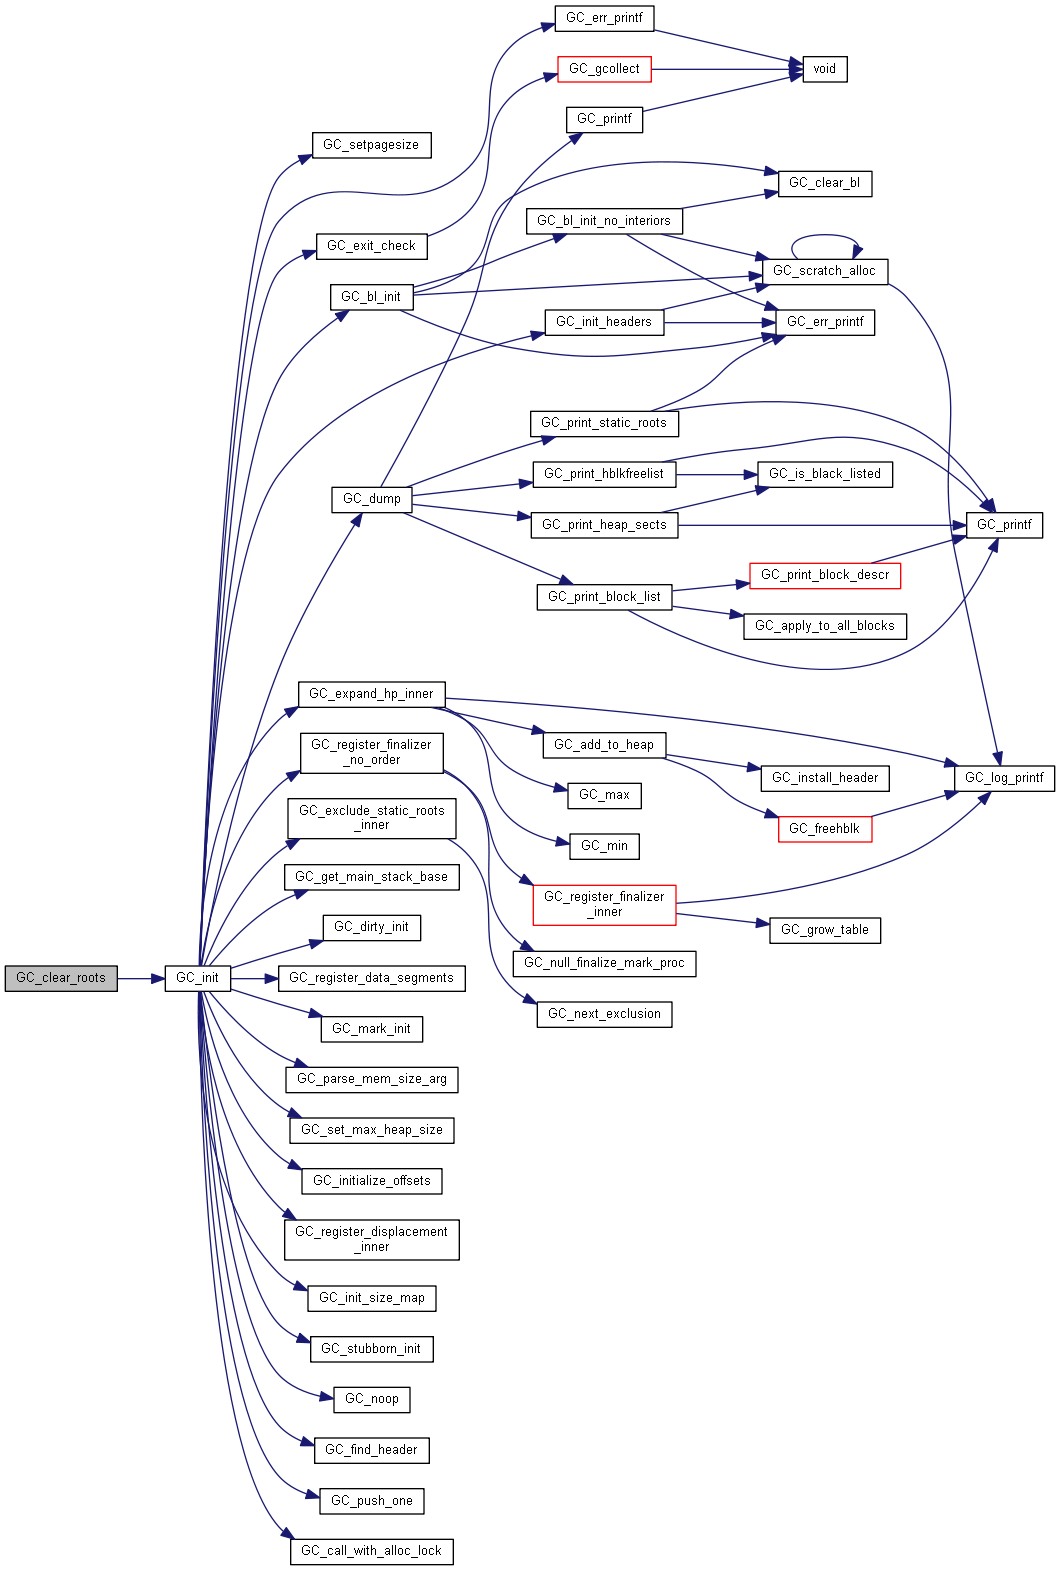 GC_err_printf
GC_gcollect
void
GC_printf
GC_setpagesize
GC_clear_bl
GC_bl_init_no_interiors
GC_exit_check
GC_scratch_alloc
GC_bl_init
GC_init_headers
GC_err_printf
GC_print_static_roots
GC_print_hblkfreelist
GC_is_black_listed
GC_dump
GC_print_heap_sects
GC_printf
GC_print_block_descr
GC_print_block_list
GC_apply_to_all_blocks
GC_expand_hp_inner
GC_add_to_heap
GC_register_finalizer
_no_order
GC_install_header
GC_log_printf
GC_max
GC_exclude_static_roots
_inner
GC_freehblk
GC_min
GC_get_main_stack_base
GC_register_finalizer
_inner
GC_dirty_init
GC_grow_table
GC_null_finalize_mark_proc
GC_clear_roots
GC_init
GC_register_data_segments
GC_next_exclusion
GC_mark_init
GC_parse_mem_size_arg
GC_set_max_heap_size
GC_initialize_offsets
GC_register_displacement
_inner
GC_init_size_map
GC_stubborn_init
GC_noop
GC_find_header
GC_push_one
GC_call_with_alloc_lock